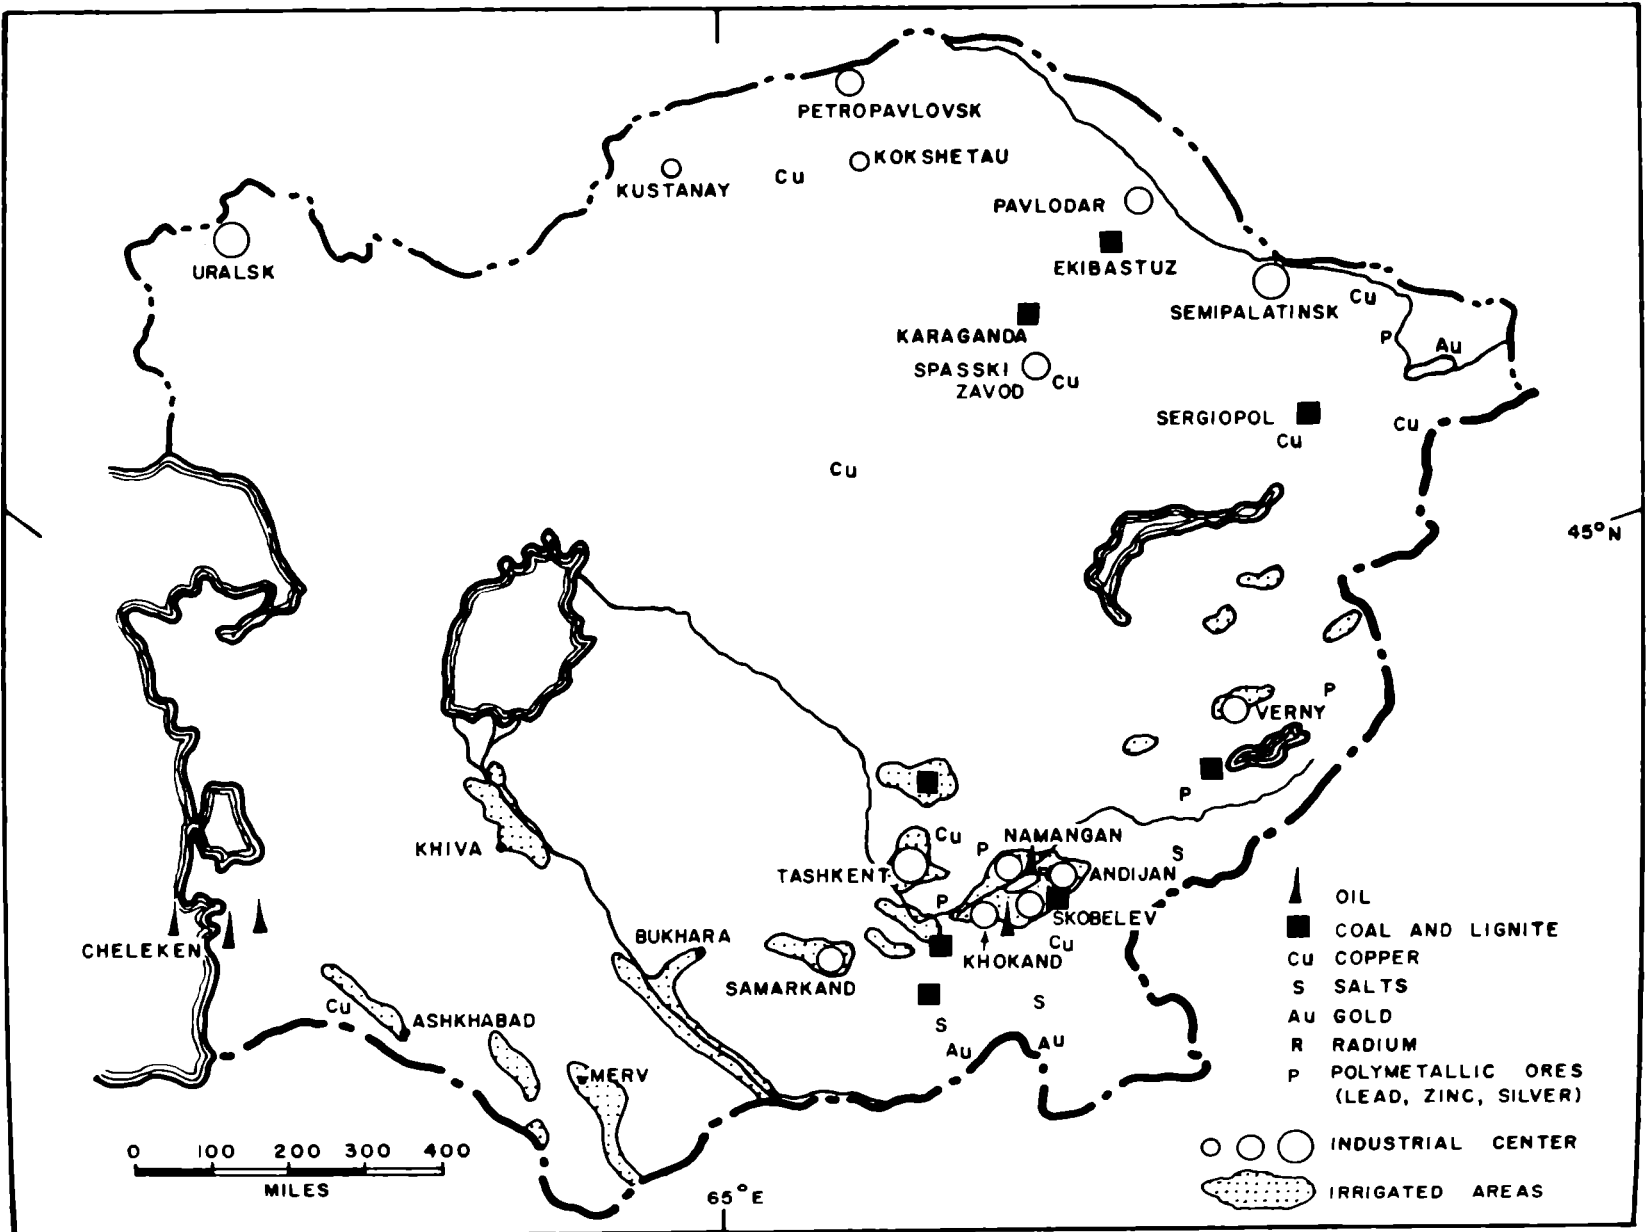 PETROPAVLOVSK
KOKSHETAU
Cu
KUSTANAY
PAVLODAR
URALSK
EKIBASTUZ
SEMIPALATINSK
Cu
KARAGANDA
P
Au
SPASSKI
ZAVOD
Cu
SERGIOPOL
Cu
Cu
Cu
45°N
P
VERNY
P
Cu
NAMANGAN
KHIVA
P
S
TASHKENT
R
ANDIJAN
P
SKOBELEV
CHELEKEN
BUKHARA
Cu
KHOKAND
SAMARKAND
S
Cu
ASHKHABAD
S
Au
Au
MERV
OIL
COAL AND LIGNITE
Cu COPPER
S SALTS
Au GOLD
R RADIUM
P POLYMETALLIC ORES
(LEAD, ZINC, SILVER)
INDUSTRIAL CENTER
IRRIGATED AREAS
0 100 200 300 400
MILES
65°E